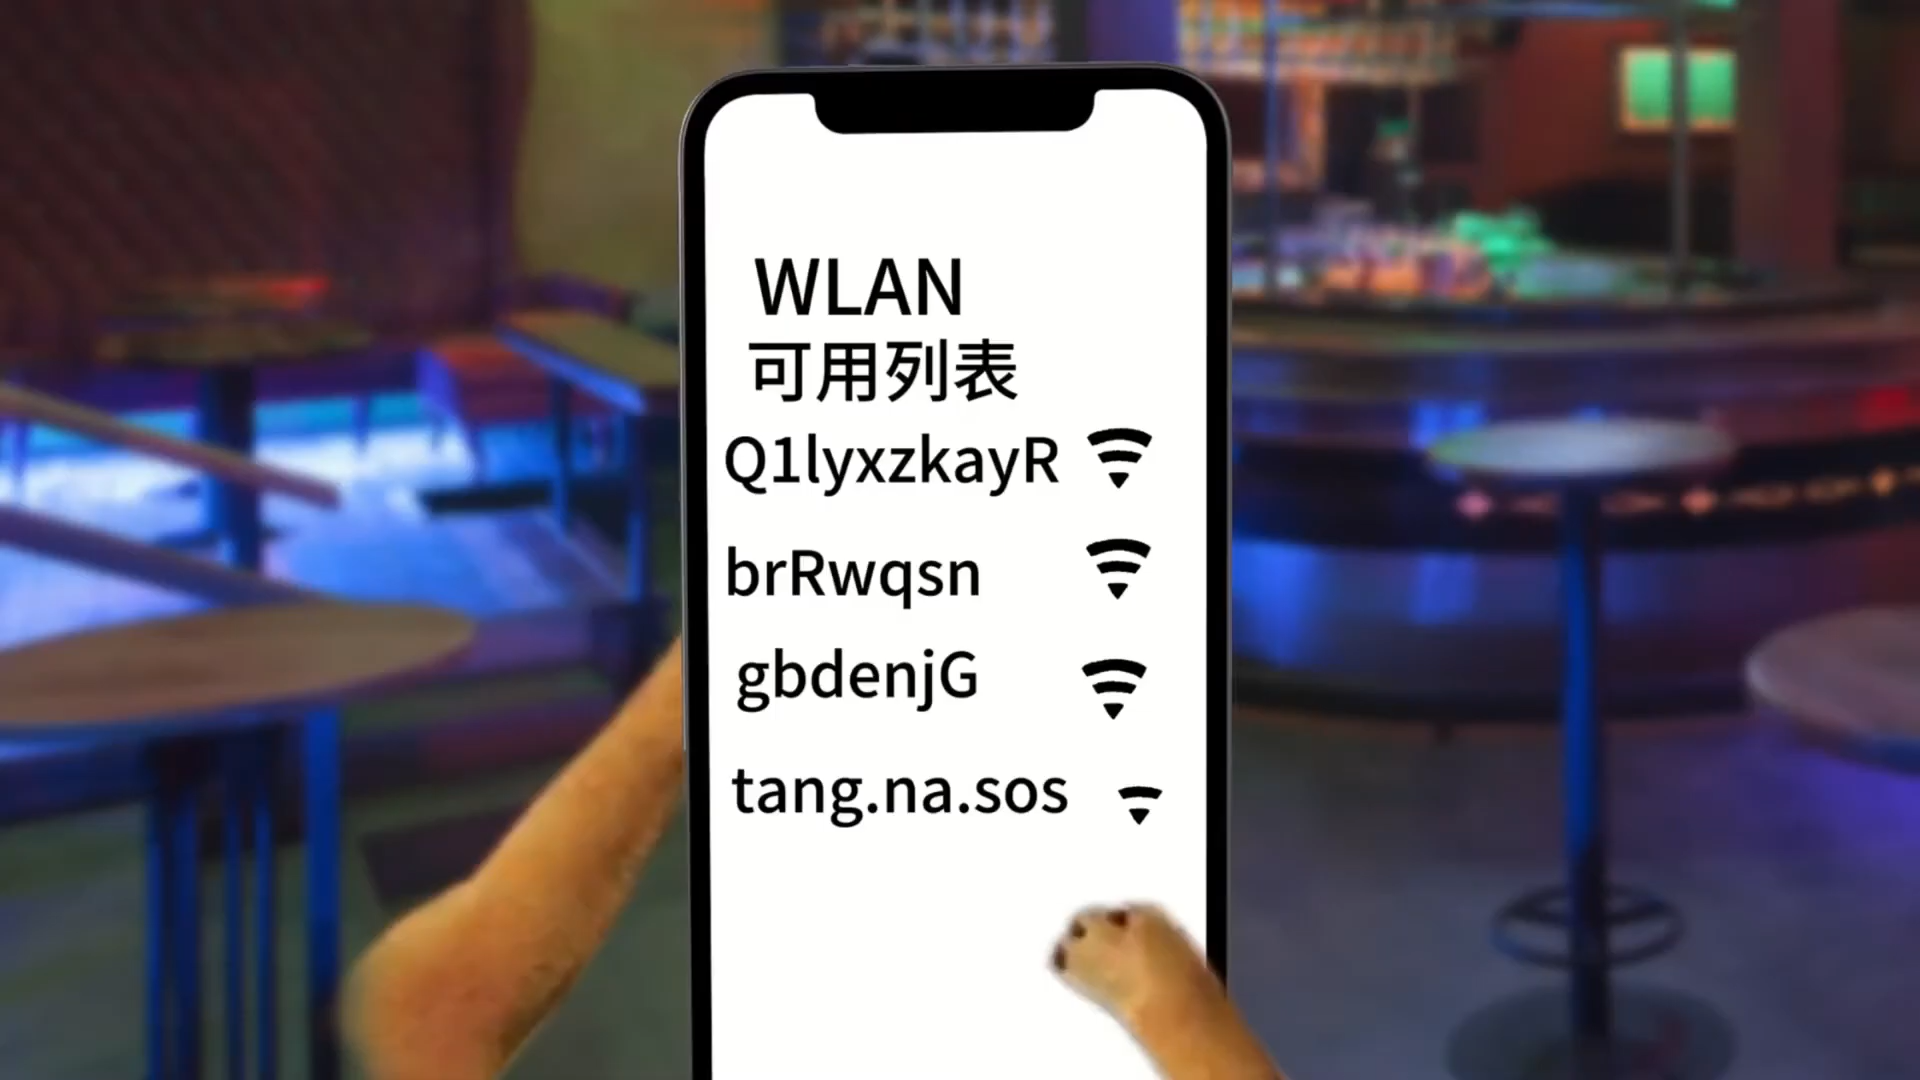 WLAN
可用列表
Q1lyxzkayR
brRwqsn
gbdenjG
tang.na.sos